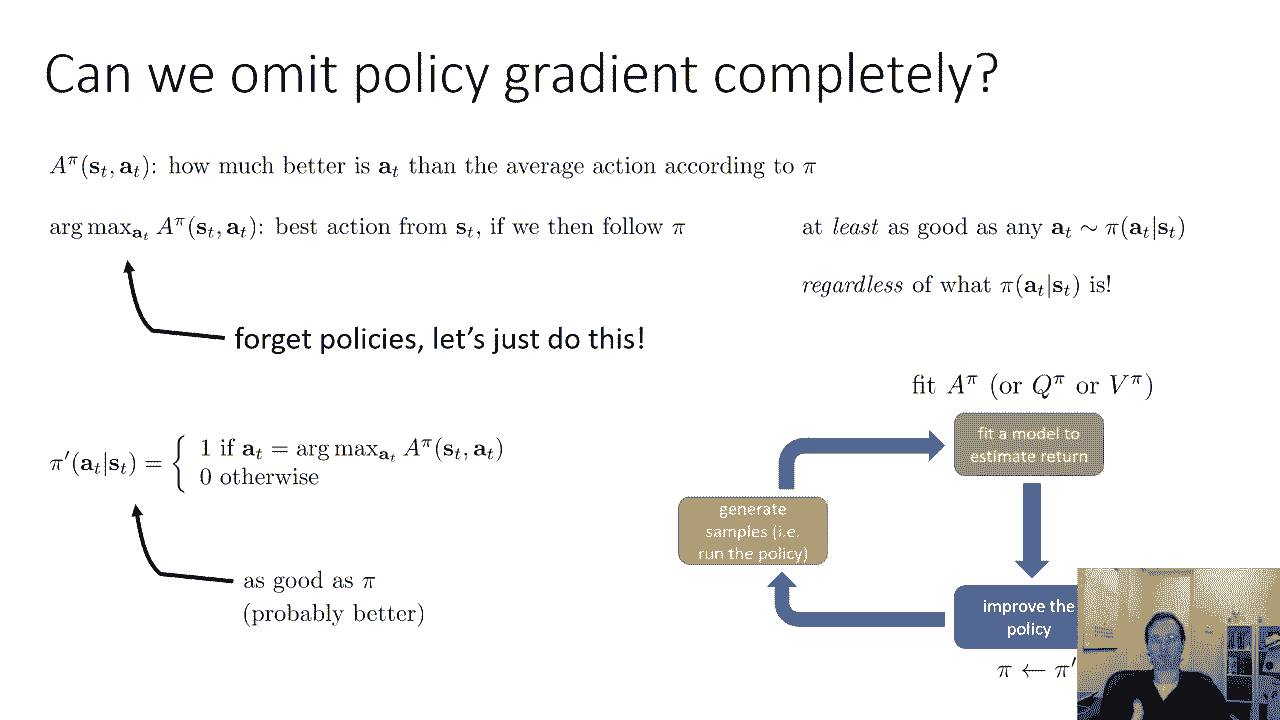 Can we omit policy gradient completely?
$A^\pi(\mathbf{s}_t, \mathbf{a}_t)$: how much better is $\mathbf{a}_t$ than the average action according to $\pi$
$\arg\max_{\mathbf{a}_t} A^\pi(\mathbf{s}_t, \mathbf{a}_t)$: best action from $\mathbf{s}_t$, if we then follow $\pi$
at least as good as any $\mathbf{a}_t \sim \pi(\mathbf{a}_t|\mathbf{s}_t)$
regardless of what $\pi(\mathbf{a}_t|\mathbf{s}_t)$ is!
forget policies, let's just do this!
$\pi'(\mathbf{a}_t|\mathbf{s}_t) = \begin{cases} 1 \text{ if } \mathbf{a}_t = \arg\max_{\mathbf{a}_t} A^\pi(\mathbf{s}_t, \mathbf{a}_t) \\ 0 \text{ otherwise} \end{cases}$
as good as $\pi$
(probably better)
fit $A^\pi$ (or $Q^\pi$ or $V^\pi$)
fit a model to
estimate return
generate
samples (i.e.
run the policy)
improve the
policy
$\pi \leftarrow \pi'$